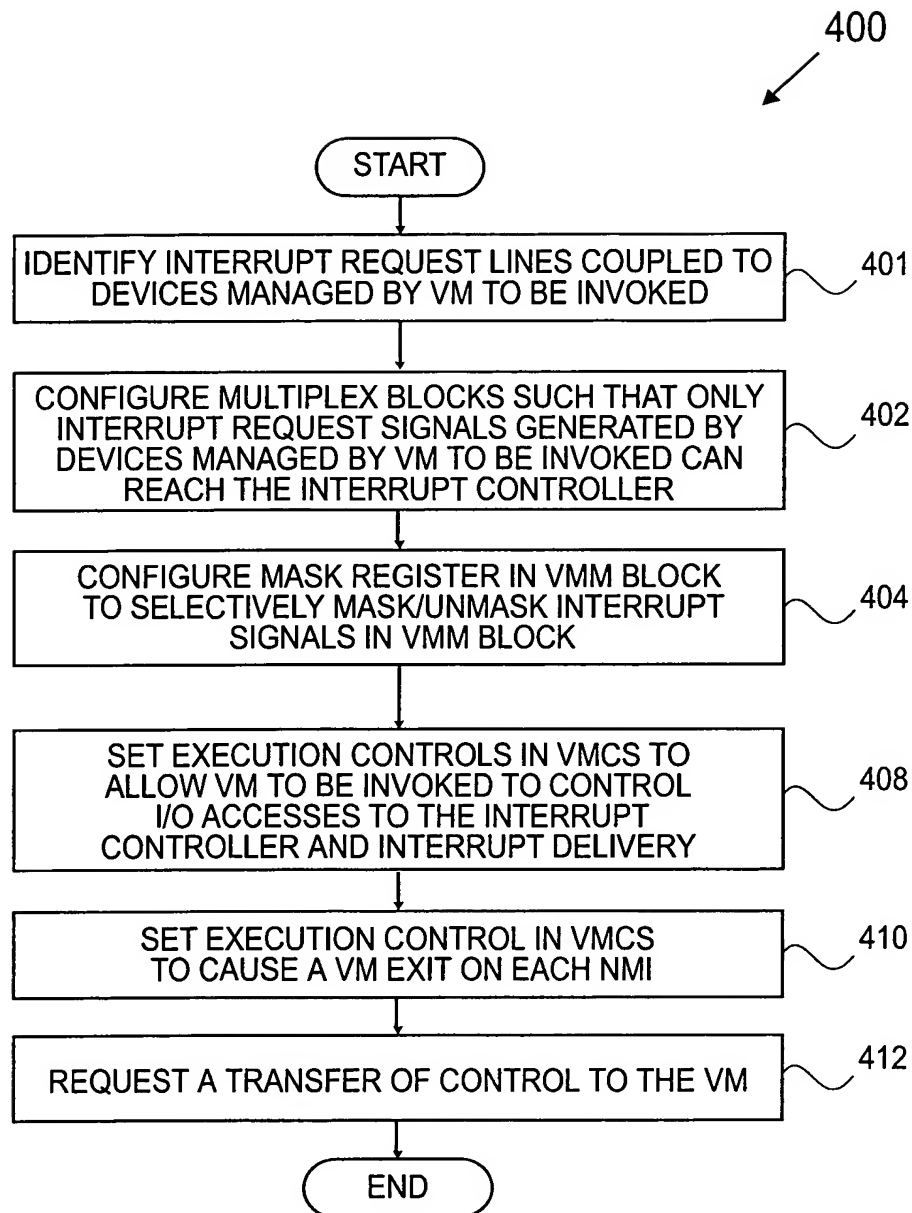 400
START
IDENTIFY INTERRUPT REQUEST LINES COUPLED TO
DEVICES MANAGED BY VM TO BE INVOKED
401
CONFIGURE MULTIPLEX BLOCKS SUCH THAT ONLY
INTERRUPT REQUEST SIGNALS GENERATED BY
DEVICES MANAGED BY VM TO BE INVOKED CAN
REACH THE INTERRUPT CONTROLLER
402
CONFIGURE MASK REGISTER IN VMM BLOCK
TO SELECTIVELY MASK/UNMASK INTERRUPT
SIGNALS IN VMM BLOCK
404
SET EXECUTION CONTROLS IN VMCS TO
ALLOW VM TO BE INVOKED TO CONTROL
I/O ACCESSES TO THE INTERRUPT
CONTROLLER AND INTERRUPT DELIVERY
408
SET EXECUTION CONTROL IN VMCS
TO CAUSE A VM EXIT ON EACH NMI
410
REQUEST A TRANSFER OF CONTROL TO THE VM
412
END